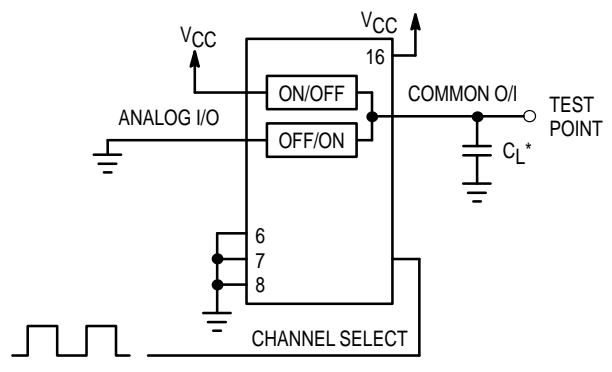 VCC
VCC
16
ON/OFF
COMMON O/I
ANALOG I/O
OFF/ON
TEST
POINT
CL*
6
7
8
CHANNEL SELECT